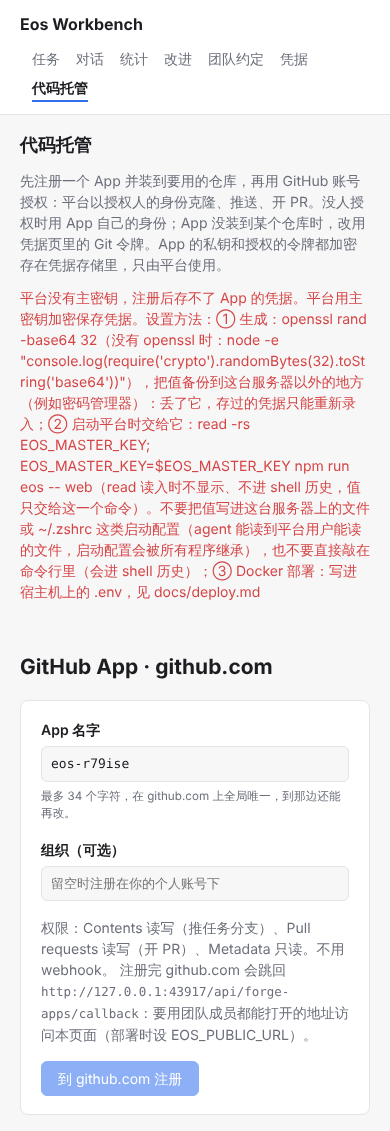 Eos Workbench
任务 对话 统计 改进 团队约定 凭据
代码托管
代码托管
先注册一个 App 并装到要用的仓库，再用 GitHub 账号
授权：平台以授权人的身份克隆、推送、开 PR。没人授
权时用 App 自己的身份；App 没装到某个仓库时，改用
凭据页里的 Git 令牌。App 的私钥和授权的令牌都加密
存在凭据存储里，只由平台使用。
平台没有主密钥，注册后存不了 App 的凭据。平台用主
密钥加密保存凭据。设置方法：① 生成：openssl rand
-base64 32（没有 openssl 时：node -e
"console.log(require('crypto').randomBytes(32).toSt
ring('base64'))"），把值备份到这台服务器以外的地方
（例如密码管理器）：丢了它，存过的凭据只能重新录
入；② 启动平台时交给它：read -rs
EOS_MASTER_KEY;
EOS_MASTER_KEY=$EOS_MASTER_KEY npm run
eos -- web（read 读入时不显示、不进 shell 历史，值
只交给这一个命令）。不要把值写进这台服务器上的文件
或 ~/.zshrc 这类启动配置（agent 能读到平台用户能读
的文件，启动配置会被所有程序继承），也不要直接敲在
命令行里（会进 shell 历史）；③ Docker 部署：写进
宿主机上的 .env，见 docs/deploy.md
GitHub App · github.com
App 名字
eos-r79ise
最多 34 个字符，在 github.com 上全局唯一，到那边还能
再改。
组织（可选）
留空时注册在你的个人账号下
权限：Contents 读写（推任务分支）、Pull
requests 读写（开 PR）、Metadata 只读。不用
webhook。 注册完 github.com 会跳回
http://127.0.0.1:43917/api/forge-
apps/callback：要用团队成员都能打开的地址访
问本页面（部署时设 EOS_PUBLIC_URL）。
到 github.com 注册